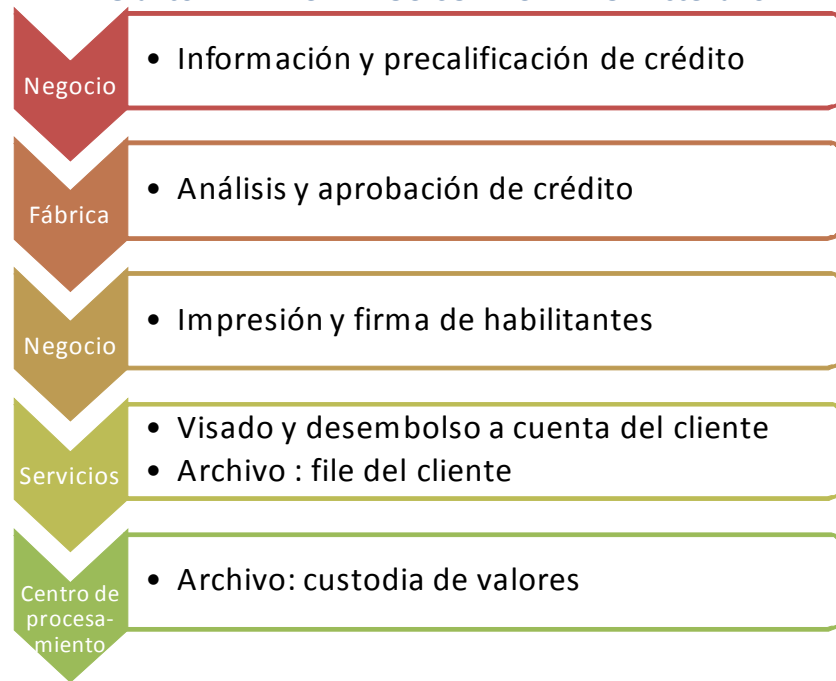 Negocio
• Información y precalificación de crédito
Fábrica
• Análisis y aprobación de crédito
Negocio
• Impresión y firma de habilitantes
Servicios
• Visado y desembolso a cuenta del cliente
• Archivo : file del cliente
Centro de
procesa-
miento
• Archivo: custodia de valores